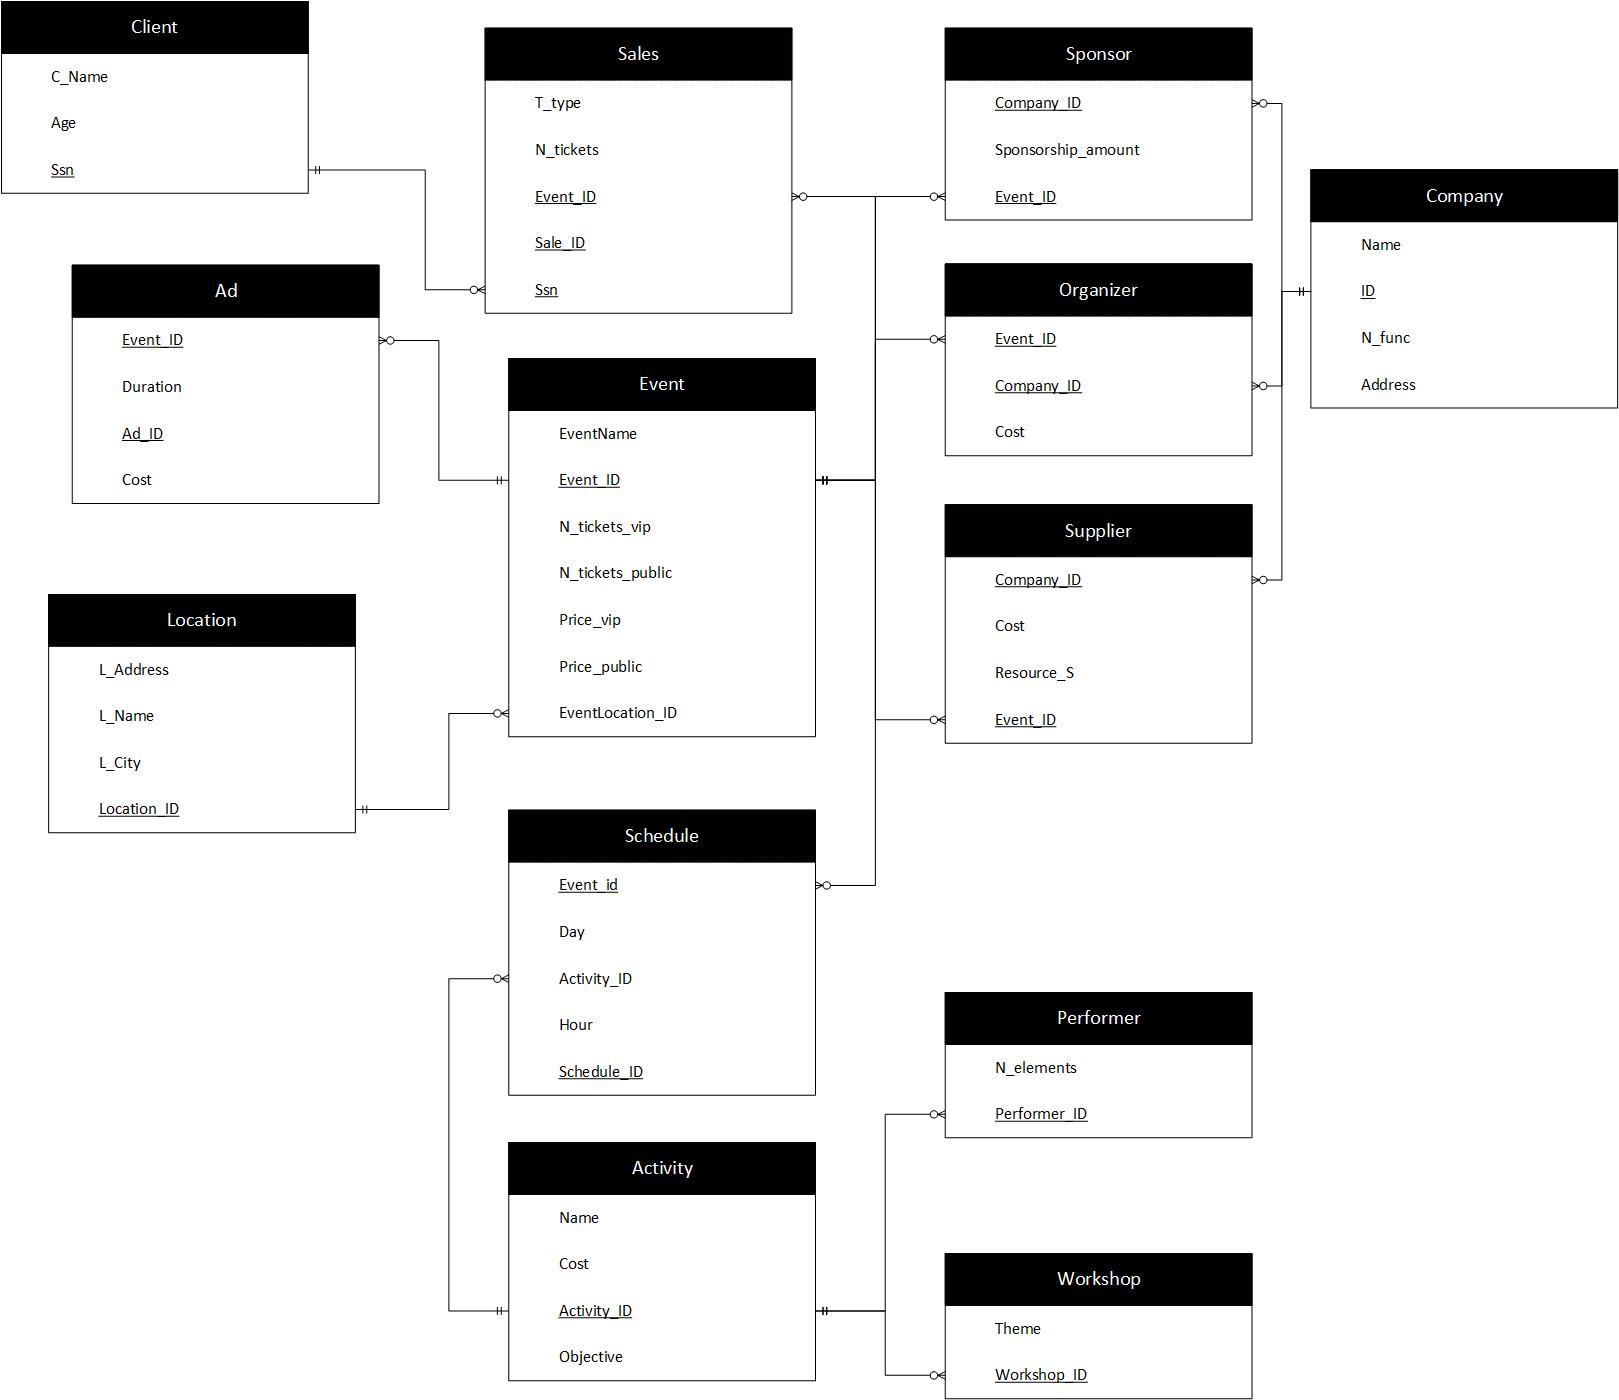 Client
C_Name
Age
Ssn
Sales
T_type
N_tickets
Event_ID
Sale_ID
Ssn
Sponsor
Company_ID
Sponsorship_amount
Event_ID
Company
Name
ID
N_func
Address
Ad
Event_ID
Duration
Ad_ID
Cost
Organizer
Event_ID
Company_ID
Cost
Event
EventName
Event_ID
N_tickets_vip
N_tickets_public
Price_vip
Price_public
EventLocation_ID
Supplier
Company_ID
Cost
Resource_S
Event_ID
Location
L_Address
L_Name
L_City
Location_ID
Schedule
Event_id
Day
Activity_ID
Hour
Schedule_ID
Performer
N_elements
Performer_ID
Activity
Name
Cost
Activity_ID
Objective
Workshop
Theme
Workshop_ID